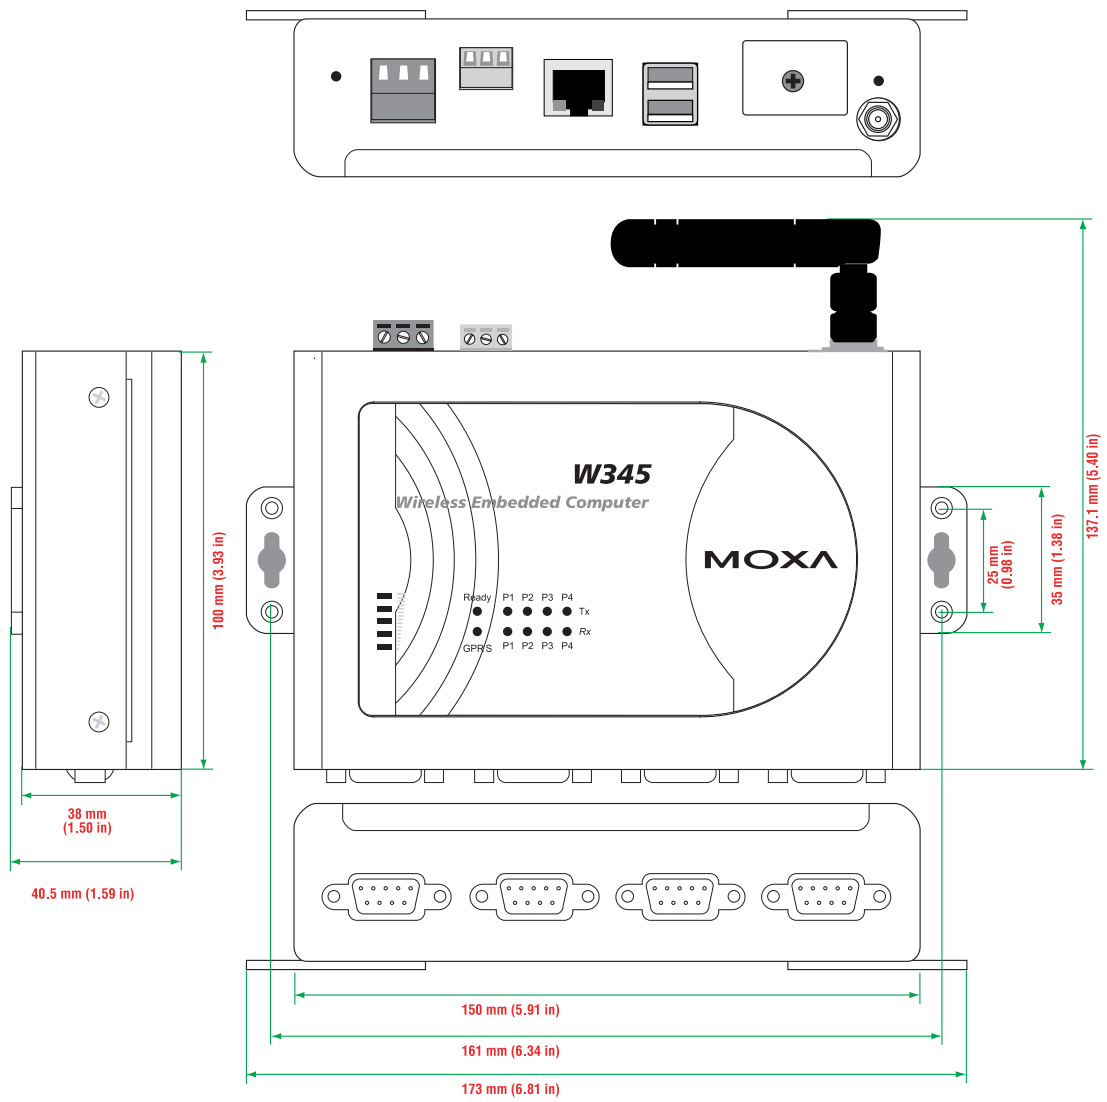 W345
Wireless Embedded Computer
MOXA
Ready P1 P2 P3 P4
Tx
Rx
GPRS P1 P2 P3 P4
100 mm (3.93 in)
137.1 mm (5.40 in)
35 mm (1.38 in)
25 mm
(0.98 in)
38 mm
(1.50 in)
40.5 mm (1.59 in)
150 mm (5.91 in)
161 mm (6.34 in)
173 mm (6.81 in)